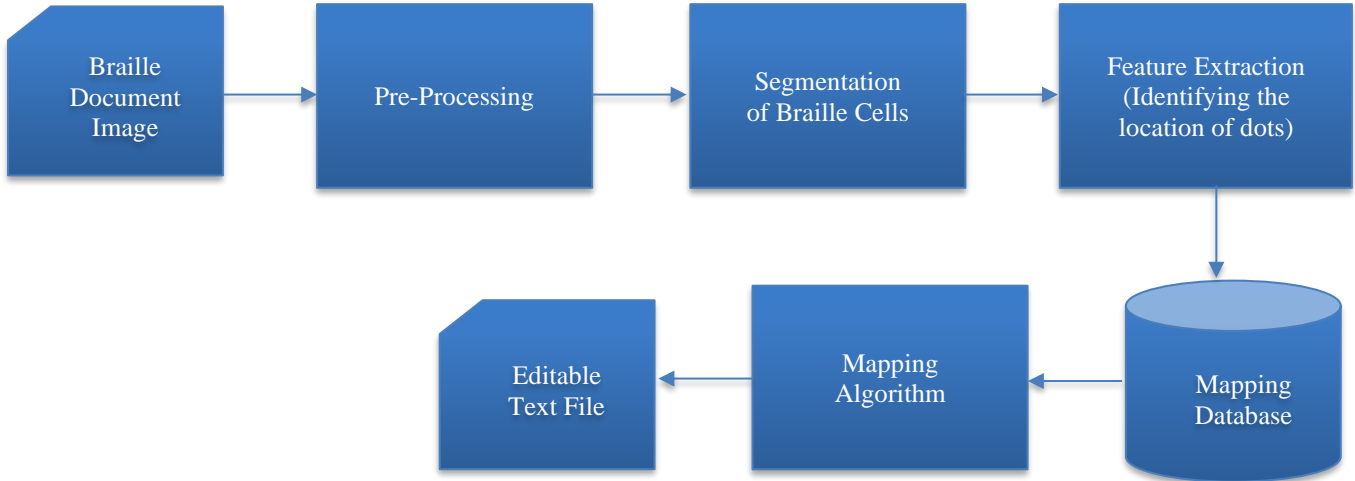 Braille
Document
Image
Pre-Processing
Segmentation
of Braille Cells
Feature Extraction
(Identifying the
location of dots)
Mapping
Database
Mapping
Algorithm
Editable
Text File